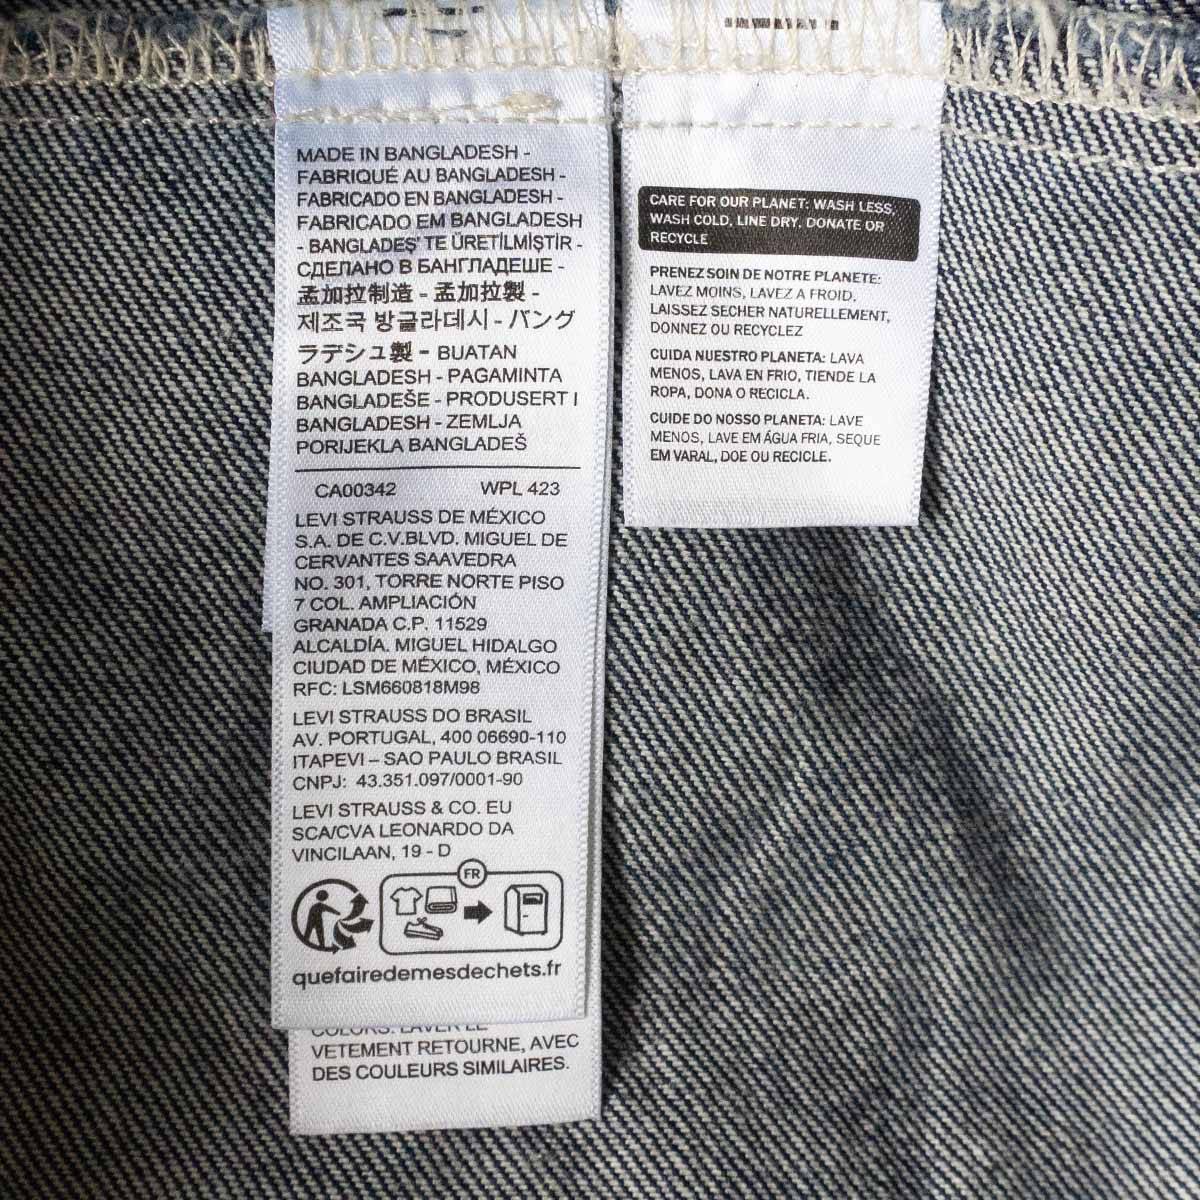 MADE IN BANGLADESH -
FABRIQUÉ AU BANGLADESH -
FABRICADO EN BANGLADESH -
FABRICADO EM BANGLADESH
- BANGLADEŞ' TE ÜRETİLMİŞTİR -
СДЕЛАНО В БАНГЛАДЕШЕ -
孟加拉制造 - 孟加拉製 -
제조국 방글라데시 - バング
ラデシュ製 - BUATAN
BANGLADESH - PAGAMINTA
BANGLADEŠE - PRODUSERT I
BANGLADESH - ZEMLJA
PORIJEKLA BANGLADEŠ
CA00342 WPL 423
LEVI STRAUSS DE MÉXICO
S.A. DE C.V.BLVD. MIGUEL DE
CERVANTES SAAVEDRA
NO. 301, TORRE NORTE PISO
7 COL. AMPLIACIÓN
GRANADA C.P. 11529
ALCALDÍA. MIGUEL HIDALGO
CIUDAD DE MÉXICO, MÉXICO
RFC: LSM660818M98
LEVI STRAUSS DO BRASIL
AV. PORTUGAL, 400 06690-110
ITAPEVI – SAO PAULO BRASIL
CNPJ: 43.351.097/0001-90
LEVI STRAUSS & CO. EU
SCA/CVA LEONARDO DA
VINCILAAN, 19 - D
FR
quefairedemesdechets.fr
COLORS. LAVER LE
VETEMENT RETOURNE, AVEC
DES COULEURS SIMILAIRES.
CARE FOR OUR PLANET: WASH LESS,
WASH COLD, LINE DRY, DONATE OR
RECYCLE
PRENEZ SOIN DE NOTRE PLANETE:
LAVEZ MOINS, LAVEZ A FROID,
LAISSEZ SECHER NATURELLEMENT,
DONNEZ OU RECYCLEZ
CUIDA NUESTRO PLANETA: LAVA
MENOS, LAVA EN FRIO, TIENDE LA
ROPA, DONA O RECICLA.
CUIDE DO NOSSO PLANETA: LAVE
MENOS, LAVE EM ÁGUA FRIA, SEQUE
EM VARAL, DOE OU RECICLE.